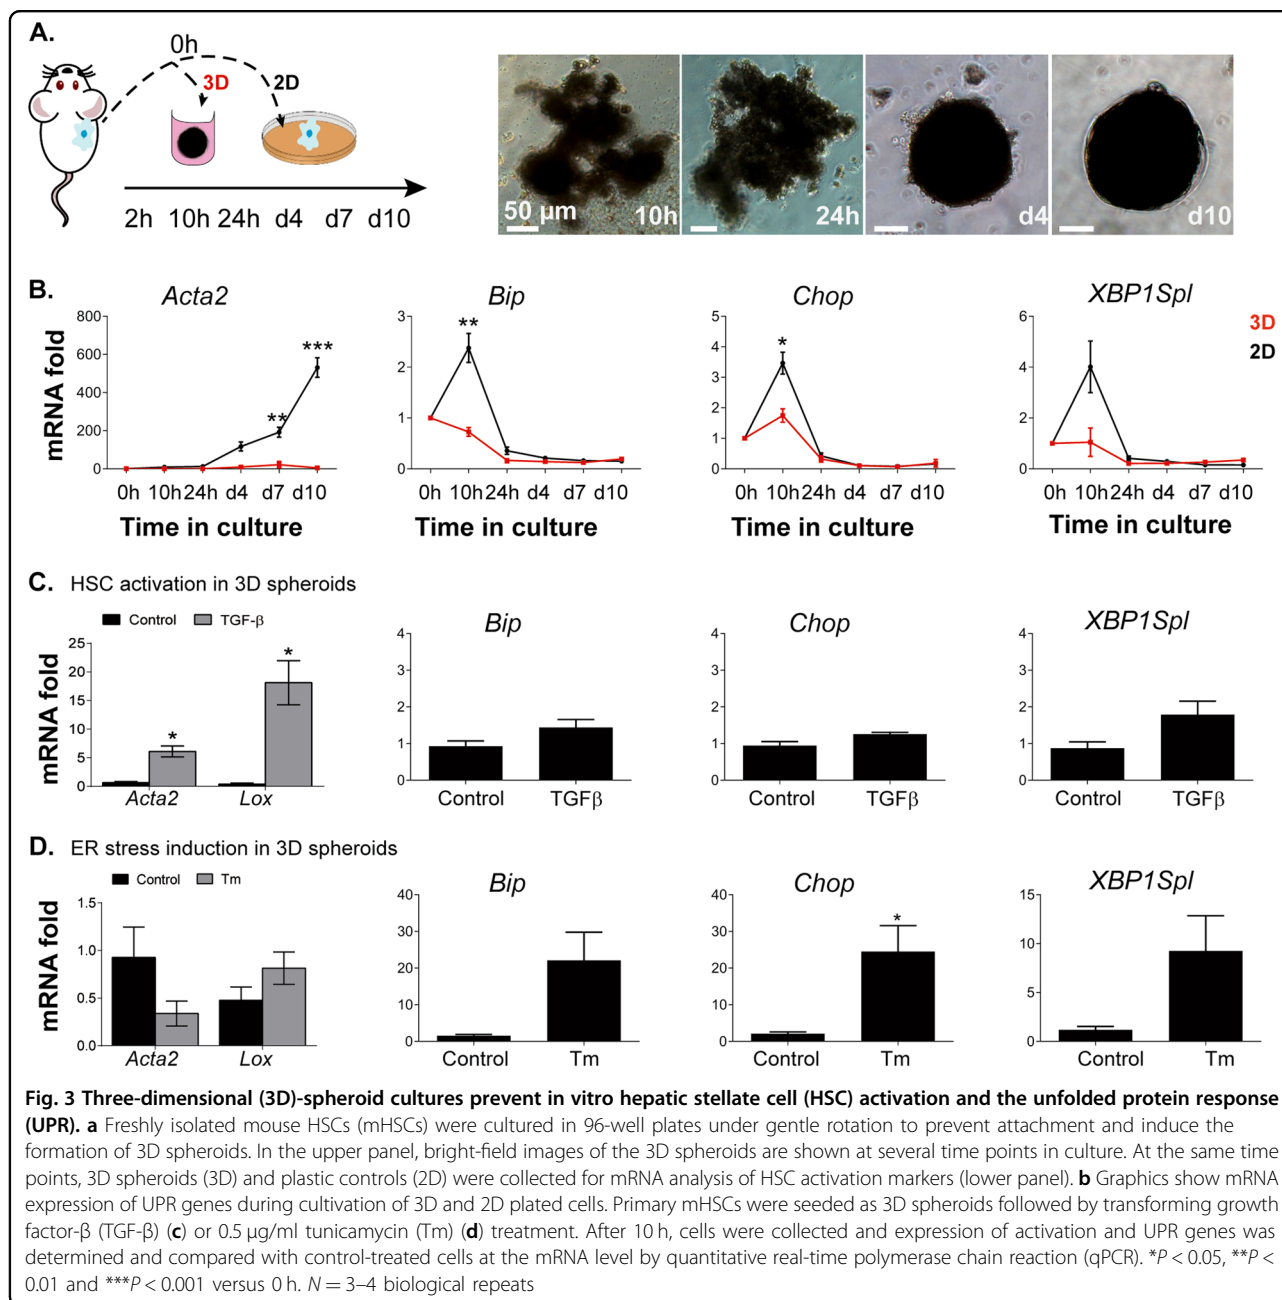 A.
0h
3D
2D
2h 10h 24h d4 d7 d10
50 µm
10h
24h
d4
d10
B.
Acta2
Bip
Chop
XBP1Spl
mRNA fold
800
600
400
200
0
**
***
0h 10h 24h d4 d7 d10
Time in culture
3
2
1
0
**
0h 10h 24h d4 d7 d10
Time in culture
5
4
3
2
1
0
*
0h 10h 24h d4 d7 d10
Time in culture
6
4
2
0
0h 10h 24h d4 d7 d10
Time in culture
3D
2D
C. HSC activation in 3D spheroids
Control TGF-β
mRNA fold
25
20
15
10
5
0
*
*
Acta2 Lox
Bip
4
3
2
1
0
Control TGFβ
Chop
4
3
2
1
0
Control TGFβ
XBP1Spl
4
3
2
1
0
Control TGFβ
D. ER stress induction in 3D spheroids
Control Tm
mRNA fold
1.5
1.0
0.5
0.0
Acta2 Lox
Bip
40
30
20
10
0
Control Tm
Chop
40
30
20
10
0
*
Control Tm
XBP1Spl
15
10
5
0
Control Tm
Fig. 3 Three-dimensional (3D)-spheroid cultures prevent in vitro hepatic stellate cell (HSC) activation and the unfolded protein response
(UPR). a Freshly isolated mouse HSCs (mHSCs) were cultured in 96-well plates under gentle rotation to prevent attachment and induce the
formation of 3D spheroids. In the upper panel, bright-field images of the 3D spheroids are shown at several time points in culture. At the same time
points, 3D spheroids (3D) and plastic controls (2D) were collected for mRNA analysis of HSC activation markers (lower panel). b Graphics show mRNA
expression of UPR genes during cultivation of 3D and 2D plated cells. Primary mHSCs were seeded as 3D spheroids followed by transforming growth
factor-β (TGF-β) (c) or 0.5 µg/ml tunicamycin (Tm) (d) treatment. After 10 h, cells were collected and expression of activation and UPR genes was
determined and compared with control-treated cells at the mRNA level by quantitative real-time polymerase chain reaction (qPCR). *P < 0.05, **P <
0.01 and ***P < 0.001 versus 0 h. N = 3–4 biological repeats